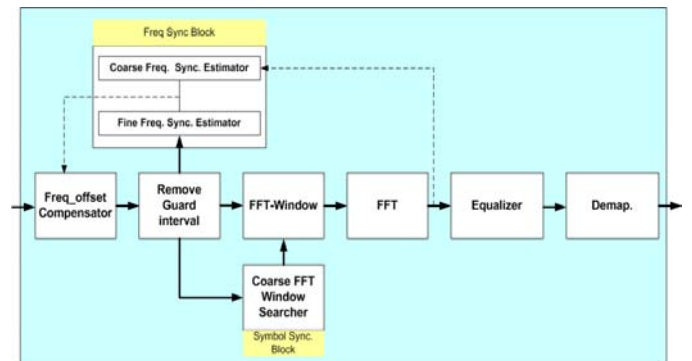 Freq Sync Block
Coarse Freq. Sync. Estimator
Fine Freq. Sync. Estimator
Freq_offset
Compensator
Remove
Guard
interval
FFT-Window
FFT
Equalizer
Demap.
Coarse FFT
Window
Searcher
Symbol Sync.
Block